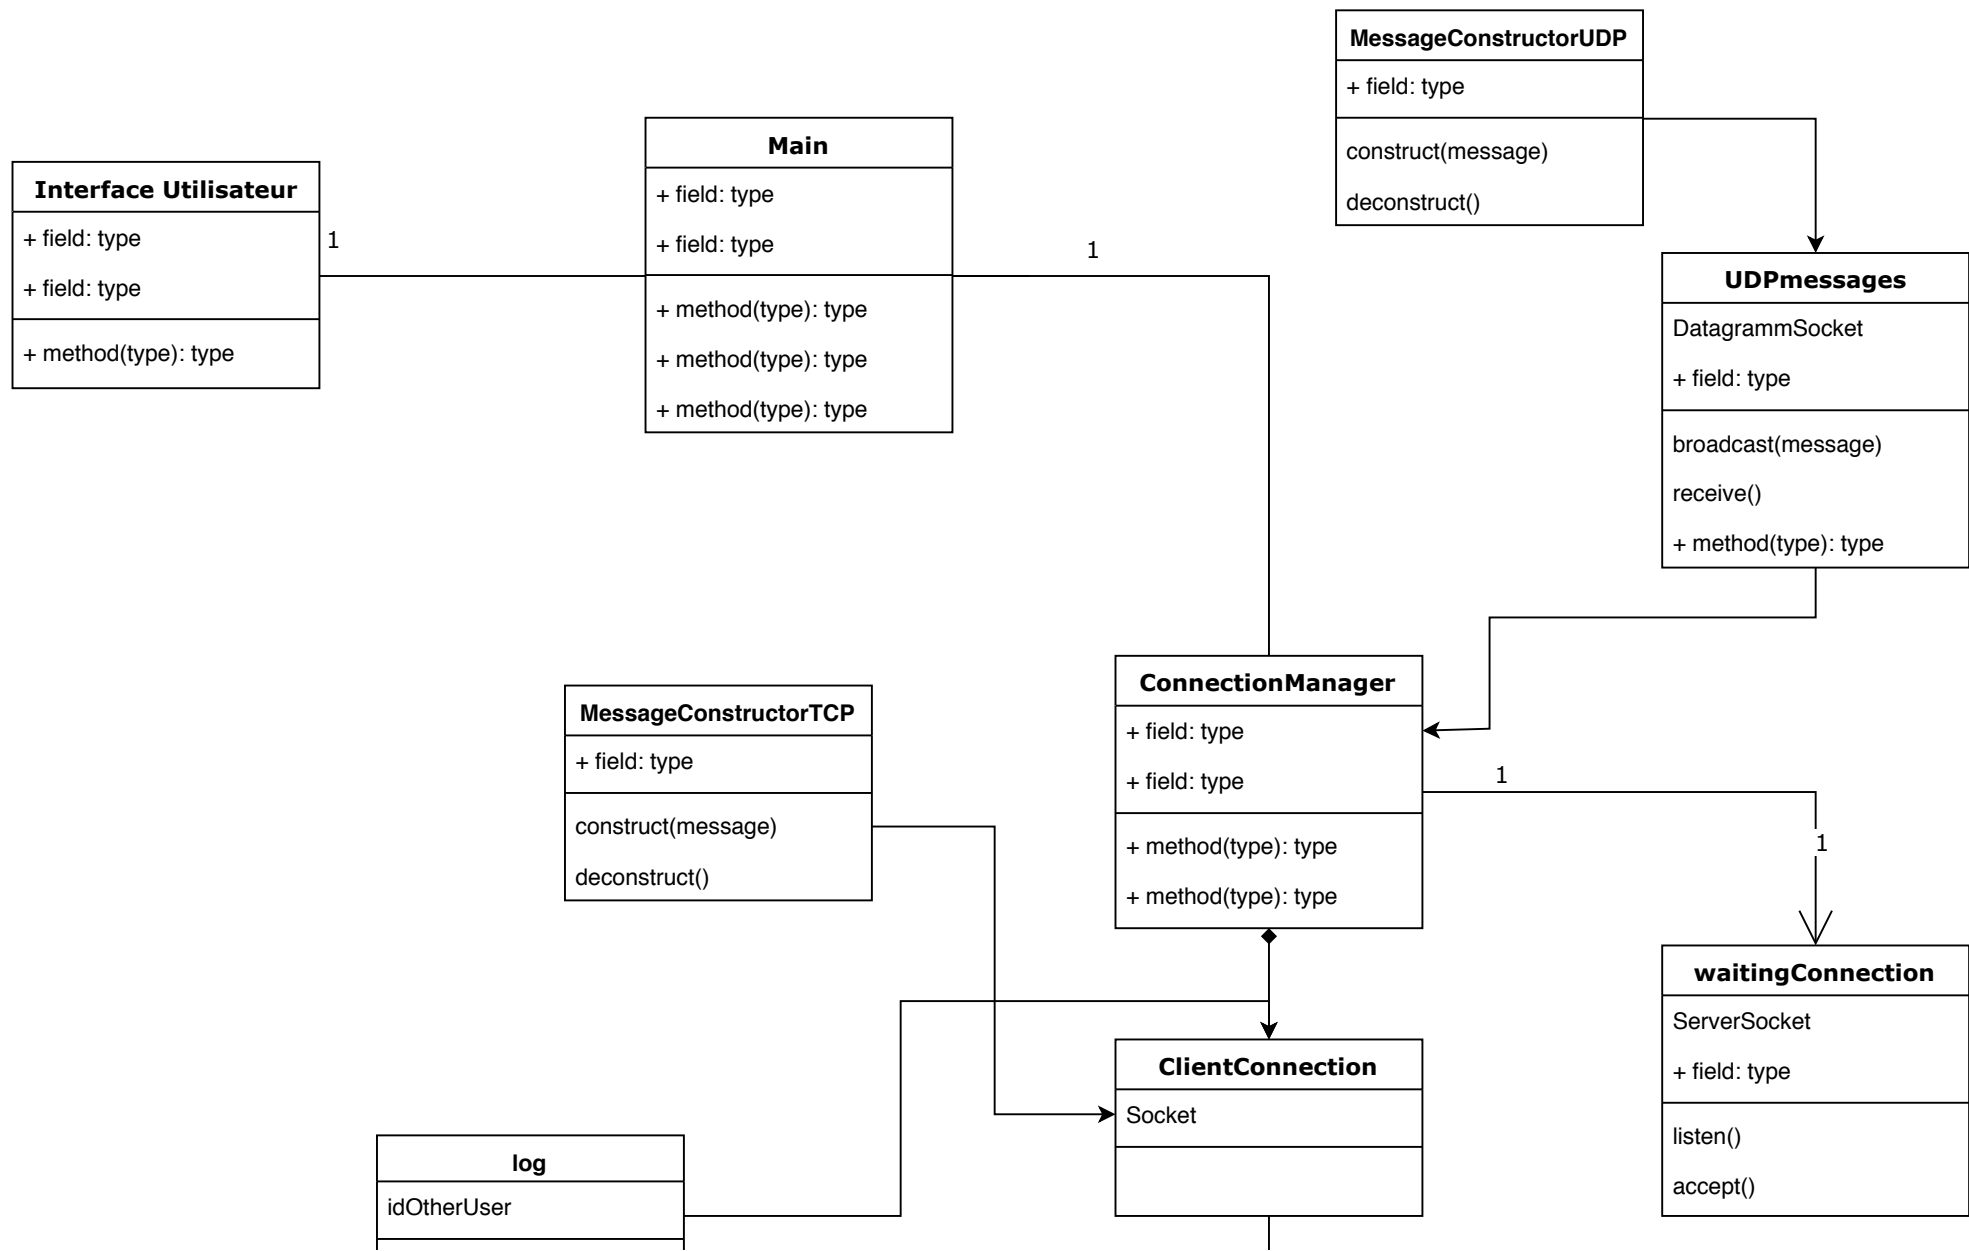 MessageConstructorUDP
+ field: type
construct(message)
deconstruct()
Main
+ field: type
+ field: type
+ method(type): type
+ method(type): type
+ method(type): type
Interface Utilisateur
+ field: type
+ field: type
+ method(type): type
1
1
UDPmessages
DatagrammSocket
+ field: type
broadcast(message)
receive()
+ method(type): type
ConnectionManager
+ field: type
+ field: type
+ method(type): type
+ method(type): type
MessageConstructorTCP
+ field: type
construct(message)
deconstruct()
1
1
waitingConnection
ServerSocket
+ field: type
listen()
accept()
ClientConnection
Socket
log
idOtherUser